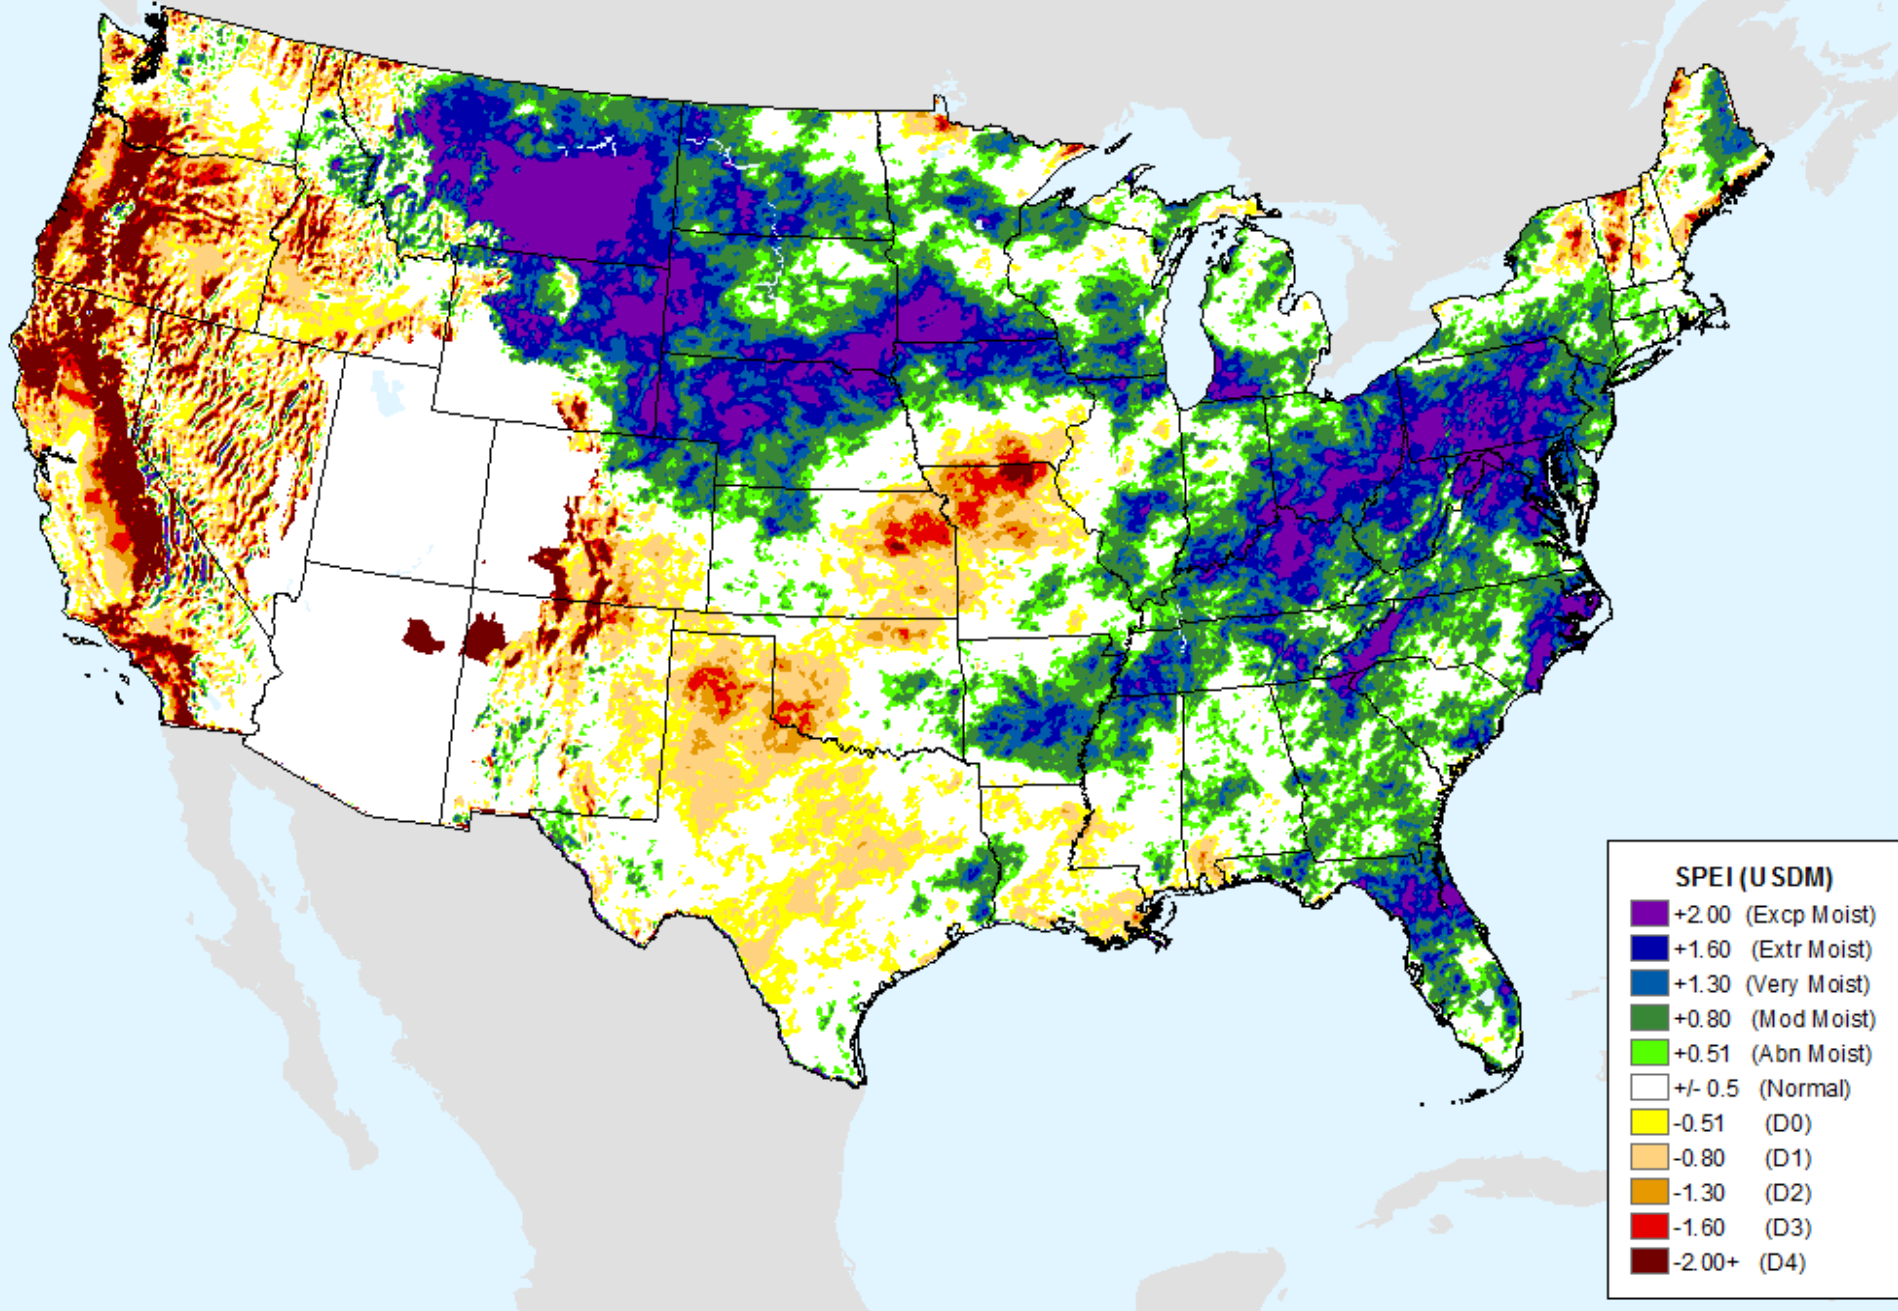 SPEI (USDM)
+2.00 (Excp Moist)
+1.60 (Extr Moist)
+1.30 (Very Moist)
+0.80 (Mod Moist)
+0.51 (Abn Moist)
+/- 0.5 (Normal)
-0.51 (D0)
-0.80 (D1)
-1.30 (D2)
-1.60 (D3)
-2.00+ (D4)